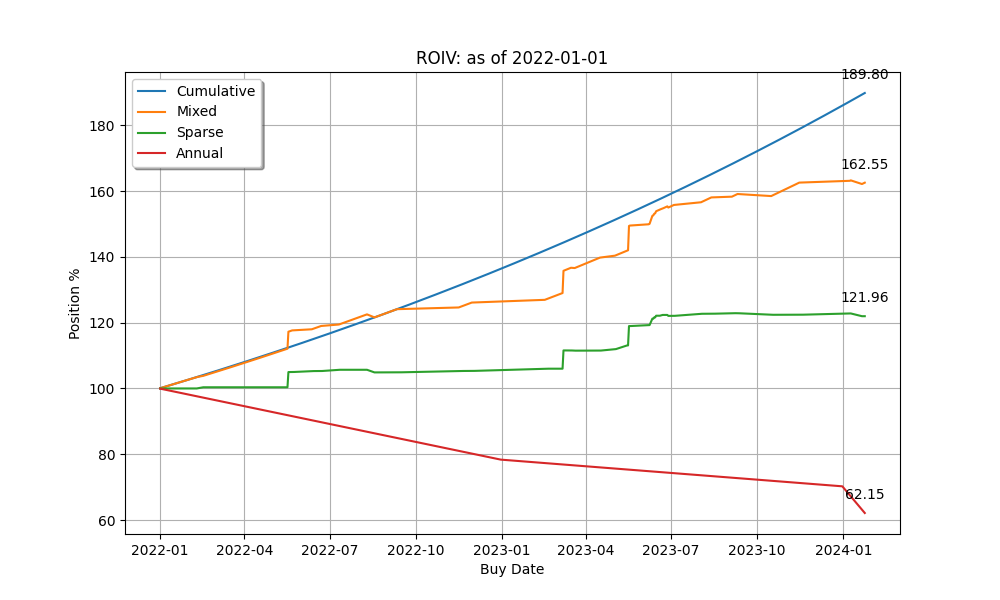 ROIV: as of 2022-01-01
189.80
Cumulative
Mixed
Sparse
Annual
180
162.55
160
140
121.96
120
100
80
62.15
60
Position %
2022-01 2022-04 2022-07 2022-10 2023-01 2023-04 2023-07 2023-10 2024-01
Buy Date